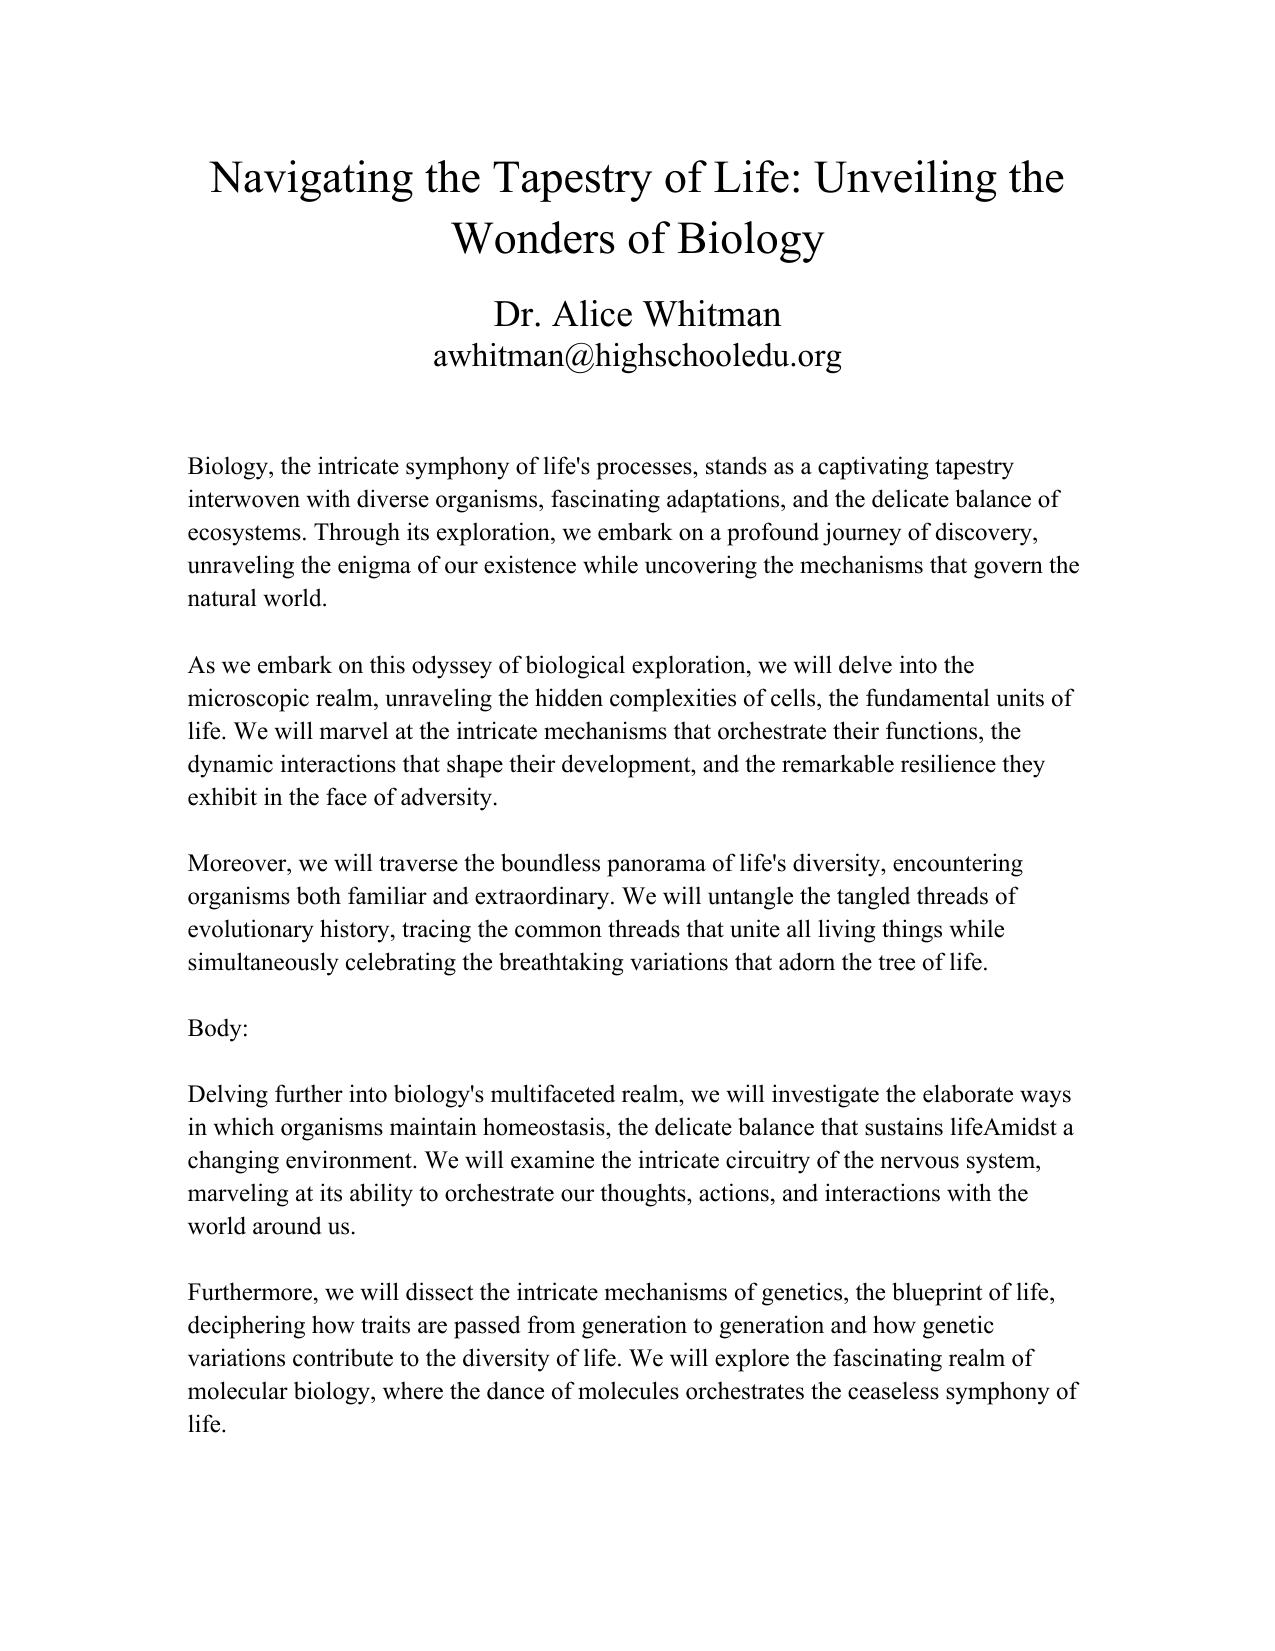 Navigating the Tapestry of Life: Unveiling the
Wonders of Biology
Dr. Alice Whitman
awhitman@highschooledu.org
Biology, the intricate symphony of life's processes, stands as a captivating tapestry
interwoven with diverse organisms, fascinating adaptations, and the delicate balance of
ecosystems. Through its exploration, we embark on a profound journey of discovery,
unraveling the enigma of our existence while uncovering the mechanisms that govern the
natural world.
As we embark on this odyssey of biological exploration, we will delve into the
microscopic realm, unraveling the hidden complexities of cells, the fundamental units of
life. We will marvel at the intricate mechanisms that orchestrate their functions, the
dynamic interactions that shape their development, and the remarkable resilience they
exhibit in the face of adversity.
Moreover, we will traverse the boundless panorama of life's diversity, encountering
organisms both familiar and extraordinary. We will untangle the tangled threads of
evolutionary history, tracing the common threads that unite all living things while
simultaneously celebrating the breathtaking variations that adorn the tree of life.
Body:
Delving further into biology's multifaceted realm, we will investigate the elaborate ways
in which organisms maintain homeostasis, the delicate balance that sustains lifeAmidst a
changing environment. We will examine the intricate circuitry of the nervous system,
marveling at its ability to orchestrate our thoughts, actions, and interactions with the
world around us.
Furthermore, we will dissect the intricate mechanisms of genetics, the blueprint of life,
deciphering how traits are passed from generation to generation and how genetic
variations contribute to the diversity of life. We will explore the fascinating realm of
molecular biology, where the dance of molecules orchestrates the ceaseless symphony of
life.